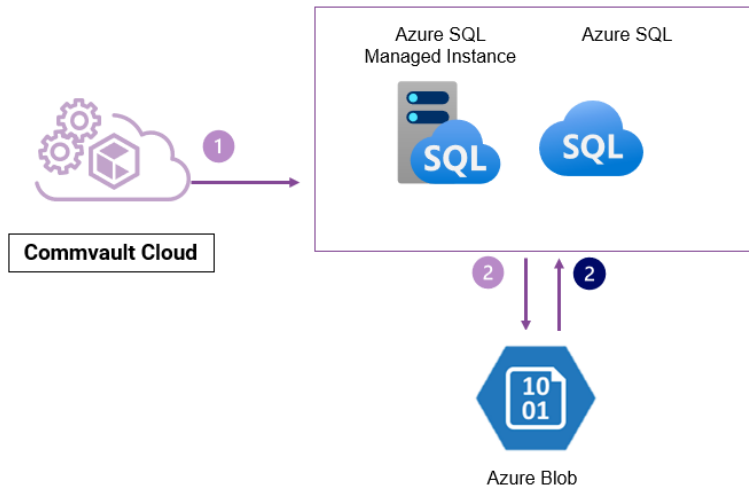 Azure SQL
Managed Instance
Azure SQL
SQL
SQL
1
Commvault Cloud
2
2
10
01
Azure Blob